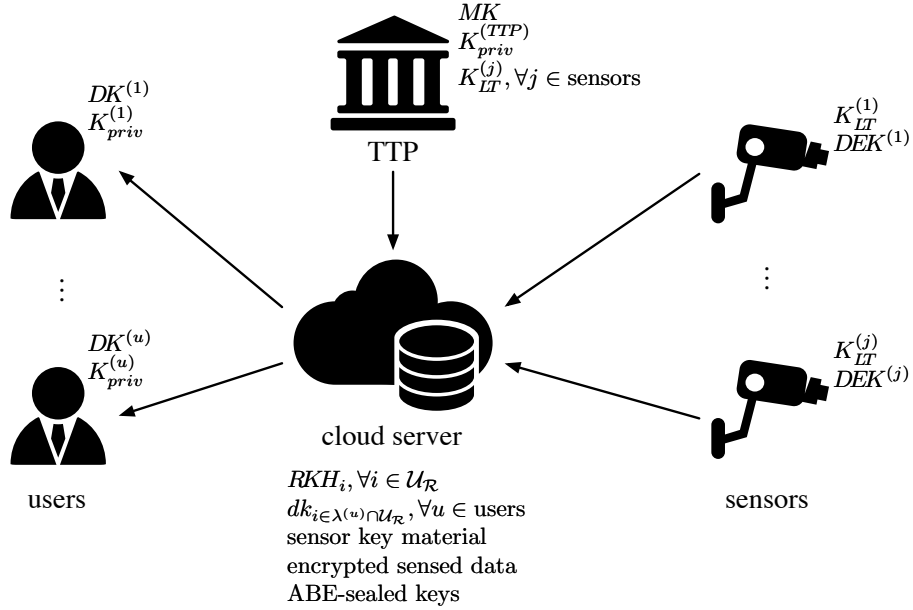 MK
K_{priv}^{(TTP)}
K_{LT}^{(j)}, ∀j ∈ sensors
TTP
DK^{(1)}
K_{priv}^{(1)}
K_{LT}^{(1)}
DEK^{(1)}
⋮
⋮
DK^{(u)}
K_{priv}^{(u)}
K_{LT}^{(j)}
DEK^{(j)}
cloud server
users
sensors
RKH_i, ∀i ∈ 𝒰_ℛ
dk_{i∈λ^{(u)}∩𝒰_ℛ}, ∀u ∈ users
sensor key material
encrypted sensed data
ABE-sealed keys